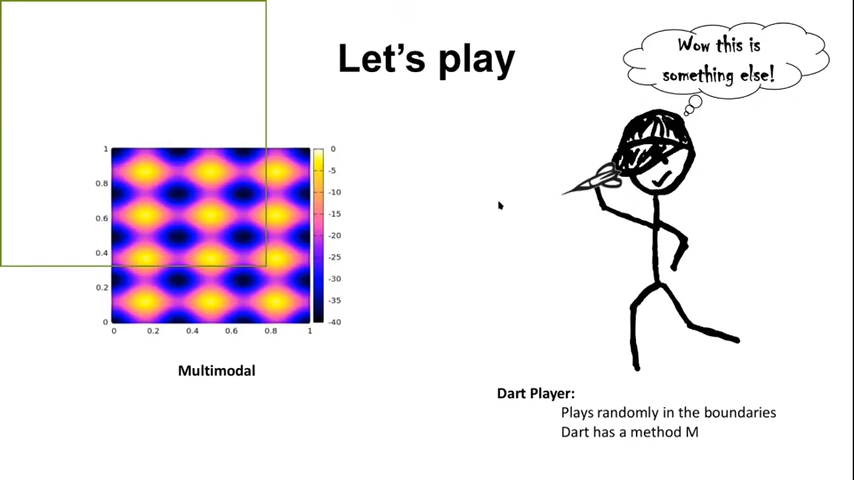 Let's play
Wow this is
something else!
1
0.8
0.6
0.4
0.2
0
0 0.2 0.4 0.6 0.8 1
0
-5
-10
-15
-20
-25
-30
-35
-40
Multimodal
Dart Player:
Plays randomly in the boundaries
Dart has a method M